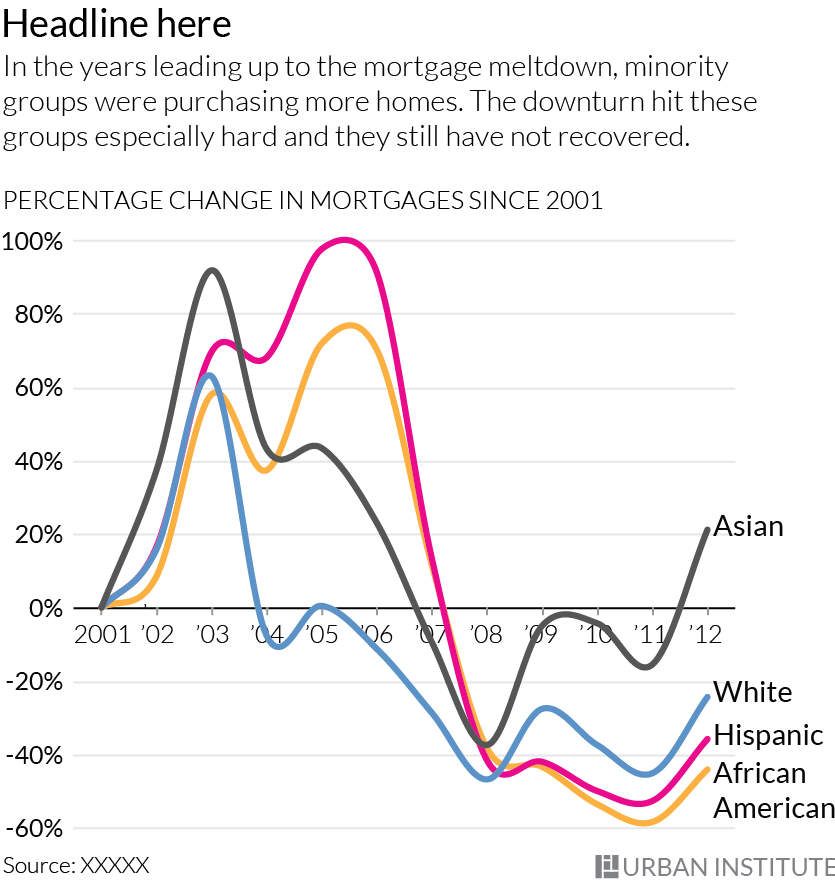 Headline here
In the years leading up to the mortgage meltdown, minority
groups were purchasing more homes. The downturn hit these
groups especially hard and they still have not recovered.
PERCENTAGE CHANGE IN MORTGAGES SINCE 2001
100%
80%
60%
40%
20%
0%
-20%
-40%
-60%
2001 ’02 ’03 ’04 ’05 ’06 ’07 ’08 ’09 ’10 ’11 ’12
Asian
White
Hispanic
African
American
Source: XXXXX
URBAN INSTITUTE